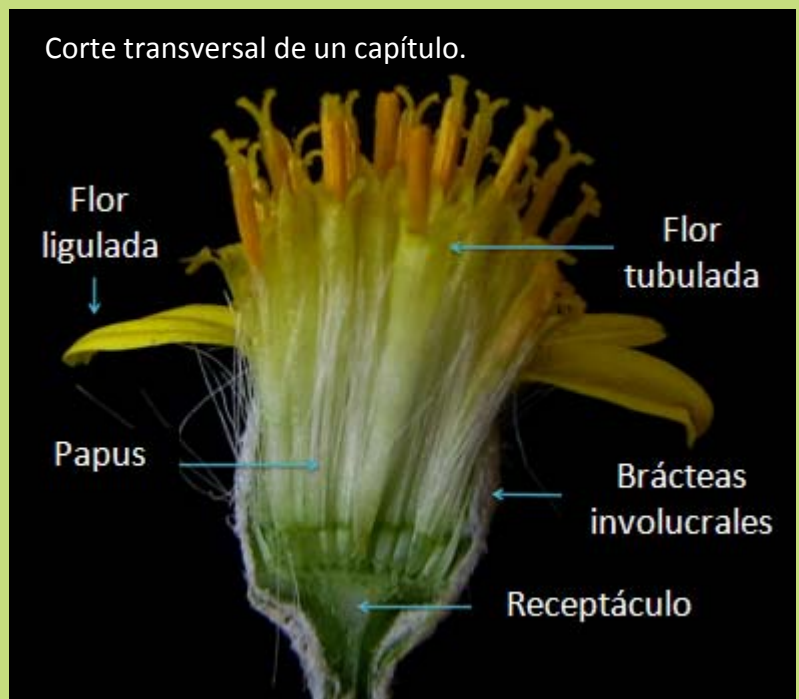 Corte transversal de un capítulo.
Flor
ligulada
Flor
tubulada
Papus
Brácteas
involucrales
Receptáculo